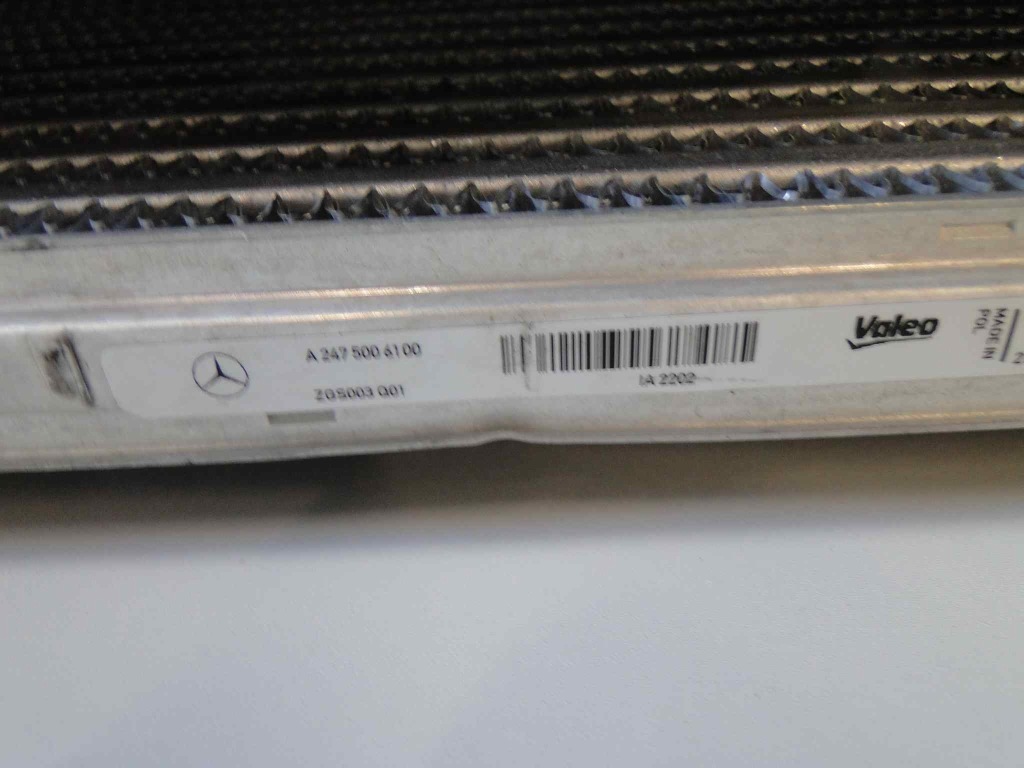 A 247 500 61 00
ZGS003 Q01
IA 2202
Valeo
MADE IN
POL